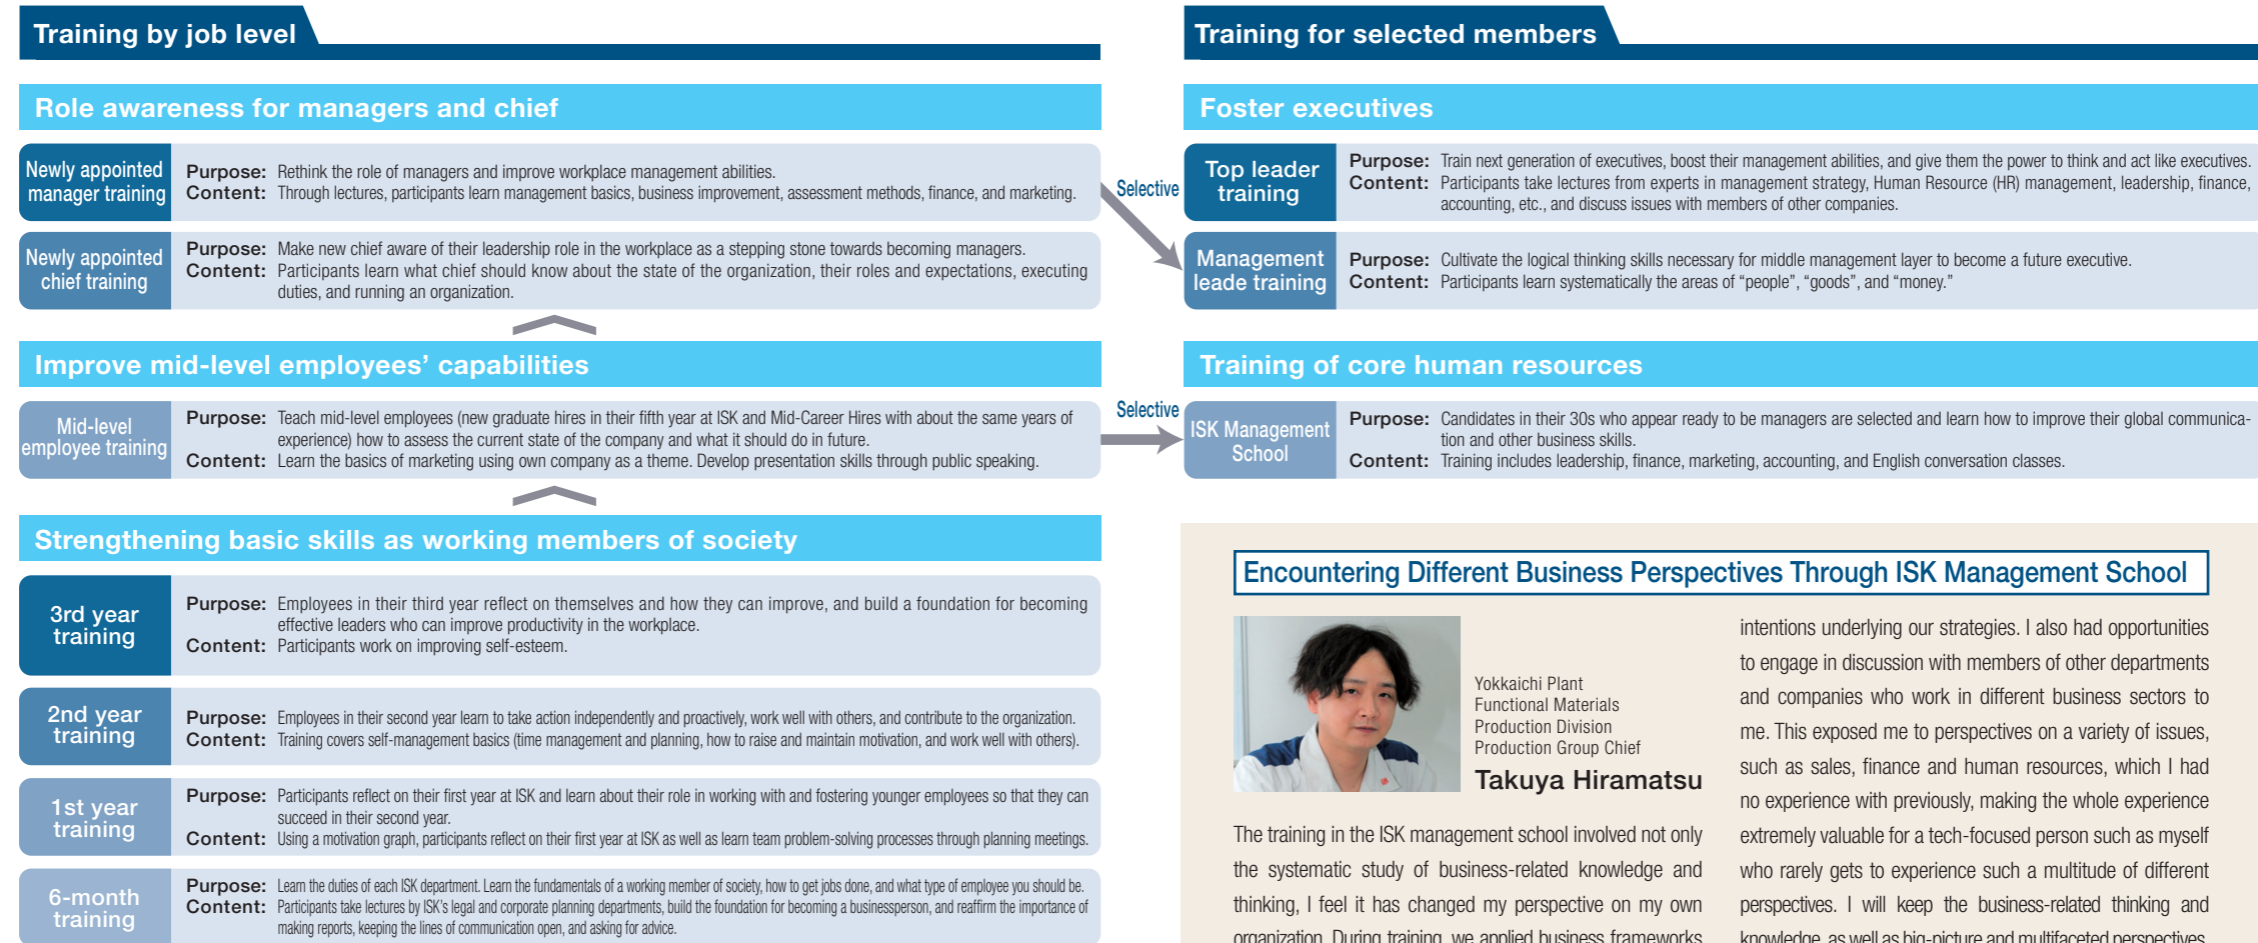 Training by job level
Role awareness for managers and chief
Newly appointed
manager training
Purpose: Rethink the role of managers and improve workplace management abilities.
Content: Through lectures, participants learn management basics, business improvement, assessment methods, finance, and marketing.
Newly appointed
chief training
Purpose: Make new chief aware of their leadership role in the workplace as a stepping stone towards becoming managers.
Content: Participants learn what chief should know about the state of the organization, their roles and expectations, executing
duties, and running an organization.
Improve mid-level employees’ capabilities
Mid-level
employee training
Purpose: Teach mid-level employees (new graduate hires in their fifth year at ISK and Mid-Career Hires with about the same years of
experience) how to assess the current state of the company and what it should do in future.
Content: Learn the basics of marketing using own company as a theme. Develop presentation skills through public speaking.
Strengthening basic skills as working members of society
3rd year
training
Purpose: Employees in their third year reflect on themselves and how they can improve, and build a foundation for becoming
effective leaders who can improve productivity in the workplace.
Content: Participants work on improving self-esteem.
2nd year
training
Purpose: Employees in their second year learn to take action independently and proactively, work well with others, and contribute to the organization.
Content: Training covers self-management basics (time management and planning, how to raise and maintain motivation, and work well with others).
1st year
training
Purpose: Participants reflect on their first year at ISK and learn about their role in working with and fostering younger employees so that they can
succeed in their second year.
Content: Using a motivation graph, participants reflect on their first year at ISK as well as learn team problem-solving processes through planning meetings.
6-month
training
Purpose: Learn the duties of each ISK department. Learn the fundamentals of a working member of society, how to get jobs done, and what type of employee you should be.
Content: Participants take lectures by ISK’s legal and corporate planning departments, build the foundation for becoming a businessperson, and reaffirm the importance of
making reports, keeping the lines of communication open, and asking for advice.
Selective
Selective
Training for selected members
Foster executives
Top leader
training
Purpose: Train next generation of executives, boost their management abilities, and give them the power to think and act like executives.
Content: Participants take lectures from experts in management strategy, Human Resource (HR) management, leadership, finance,
accounting, etc., and discuss issues with members of other companies.
Management
leade training
Purpose: Cultivate the logical thinking skills necessary for middle management layer to become a future executive.
Content: Participants learn systematically the areas of “people”, “goods”, and “money.”
Training of core human resources
ISK Management
School
Purpose: Candidates in their 30s who appear ready to be managers are selected and learn how to improve their global communica-
tion and other business skills.
Content: Training includes leadership, finance, marketing, accounting, and English conversation classes.
Encountering Different Business Perspectives Through ISK Management School
Yokkaichi Plant
Functional Materials
Production Division
Production Group Chief
Takuya Hiramatsu
The training in the ISK management school involved not only
the systematic study of business-related knowledge and
thinking, I feel it has changed my perspective on my own
organization. During training, we applied business frameworks
intentions underlying our strategies. I also had opportunities
to engage in discussion with members of other departments
and companies who work in different business sectors to
me. This exposed me to perspectives on a variety of issues,
such as sales, finance and human resources, which I had
no experience with previously, making the whole experience
extremely valuable for a tech-focused person such as myself
who rarely gets to experience such a multitude of different
perspectives. I will keep the business-related thinking and
knowledge, as well as big-picture and multifaceted perspectives,